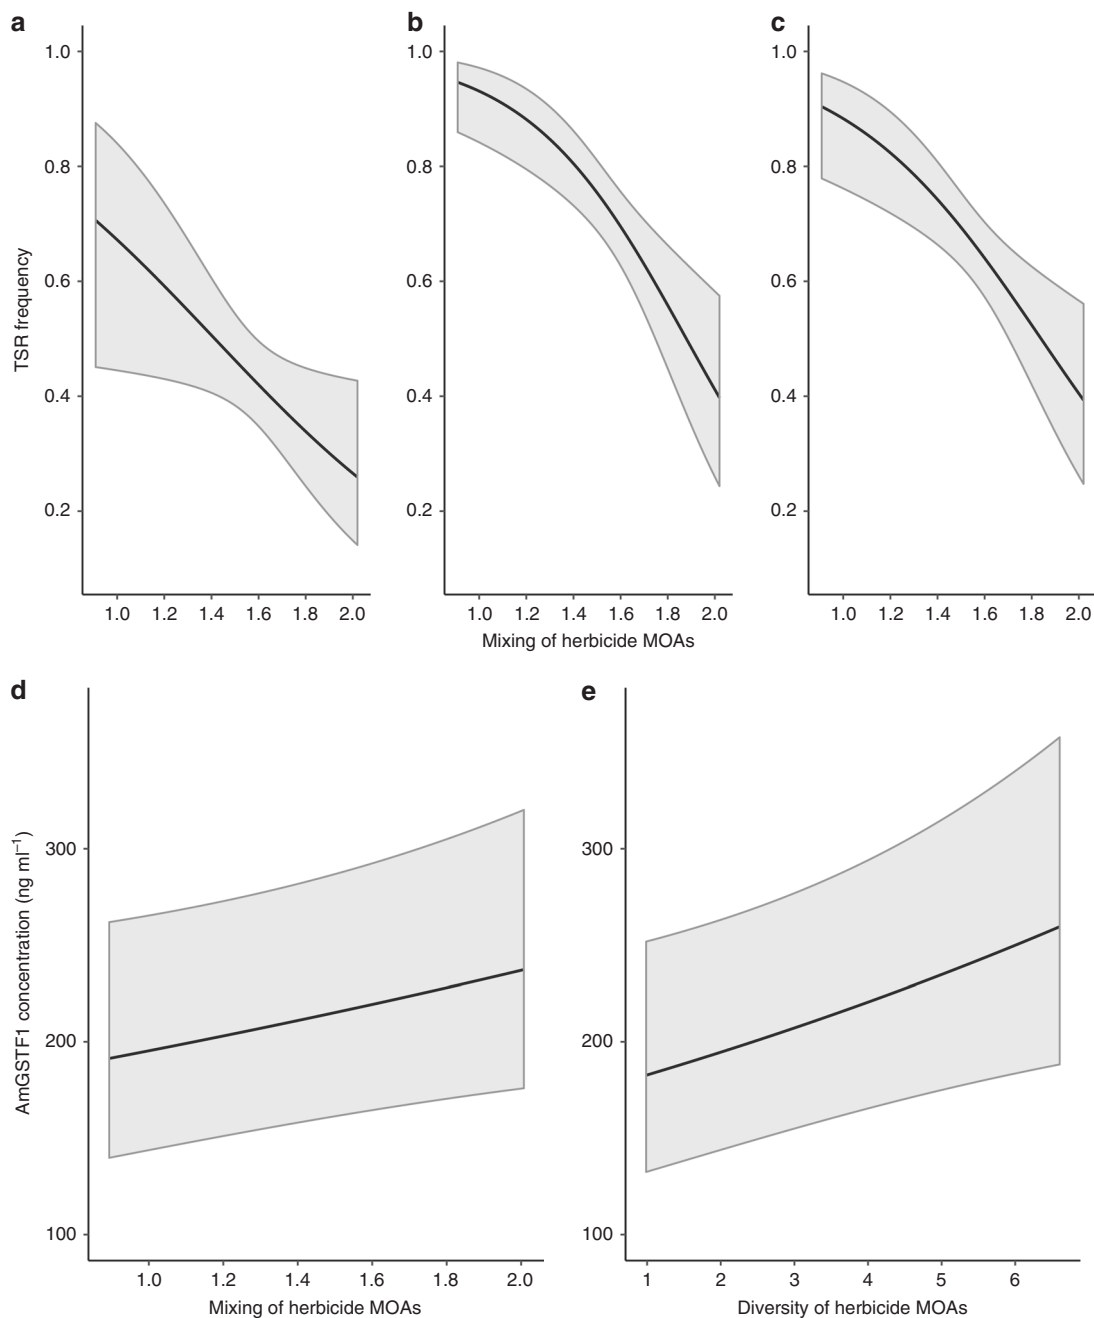 a
b
c
1.0
0.8
0.6
0.4
0.2
TSR frequency
1.0 1.2 1.4 1.6 1.8 2.0
1.0
0.8
0.6
0.4
0.2
1.0 1.2 1.4 1.6 1.8 2.0
1.0
0.8
0.6
0.4
0.2
1.0 1.2 1.4 1.6 1.8 2.0
Mixing of herbicide MOAs
d
300
200
100
AmGSTF1 concentration (ng ml⁻¹)
1.0 1.2 1.4 1.6 1.8 2.0
Mixing of herbicide MOAs
e
300
200
100
1 2 3 4 5 6
Diversity of herbicide MOAs